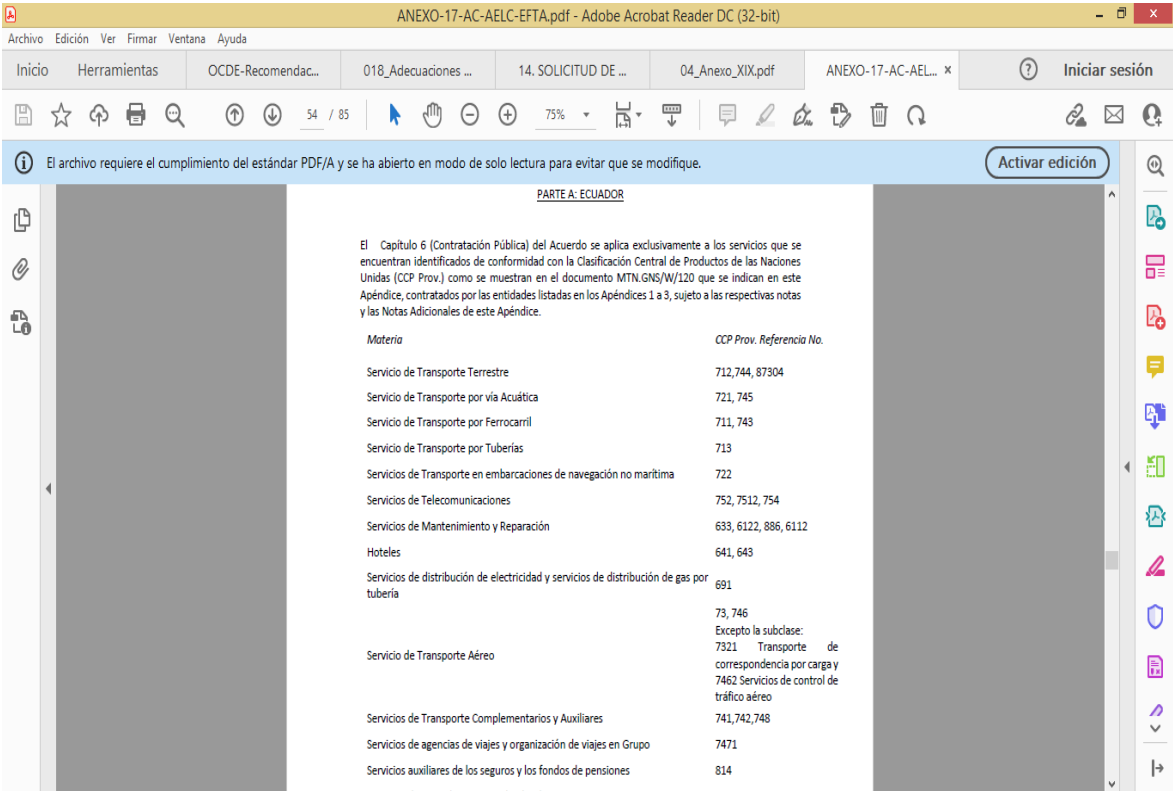 ANEXO-17-AC-AELC-EFTA.pdf - Adobe Acrobat Reader DC (32-bit)
Archivo Edición Ver Firmar Ventana Ayuda
Inicio Herramientas OCDE-Recomendac... 018_Adecuaciones ... 14. SOLICITUD DE ... 04_Anexo_XIX.pdf ANEXO-17-AC-AEL... × Iniciar sesión
54 / 85 75%
El archivo requiere el cumplimiento del estándar PDF/A y se ha abierto en modo de solo lectura para evitar que se modifique. Activar edición
PARTE A: ECUADOR
El Capítulo 6 (Contratación Pública) del Acuerdo se aplica exclusivamente a los servicios que se
encuentran identificados de conformidad con la Clasificación Central de Productos de las Naciones
Unidas (CCP Prov.) como se muestran en el documento MTN.GNS/W/120 que se indican en este
Apéndice, contratados por las entidades listadas en los Apéndices 1 a 3, sujeto a las respectivas notas
y las Notas Adicionales de este Apéndice.
Materia CCP Prov. Referencia No.
Servicio de Transporte Terrestre 712,744, 87304
Servicio de Transporte por vía Acuática 721, 745
Servicio de Transporte por Ferrocarril 711, 743
Servicio de Transporte por Tuberías 713
Servicios de Transporte en embarcaciones de navegación no marítima 722
Servicios de Telecomunicaciones 752, 7512, 754
Servicios de Mantenimiento y Reparación 633, 6122, 886, 6112
Hoteles 641, 643
Servicios de distribución de electricidad y servicios de distribución de gas por
tubería 691
73, 746
Excepto la subclase:
7321 Transporte de
Servicio de Transporte Aéreo correspondencia por carga y
7462 Servicios de control de
tráfico aéreo
Servicios de Transporte Complementarios y Auxiliares 741,742,748
Servicios de agencias de viajes y organización de viajes en Grupo 7471
Servicios auxiliares de los seguros y los fondos de pensiones 814